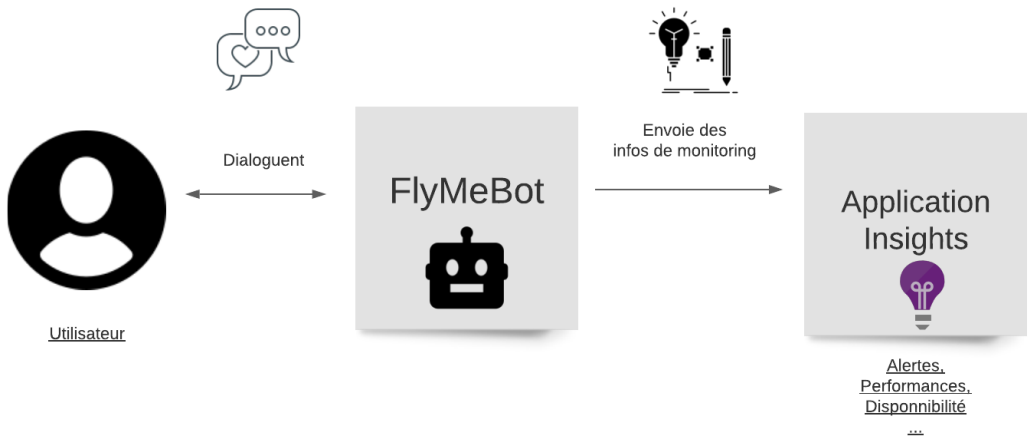 Dialoguent
Utilisateur
FlyMeBot
Envoie des
infos de monitoring
Application
Insights
Alertes,
Performances,
Disponnibilité
...